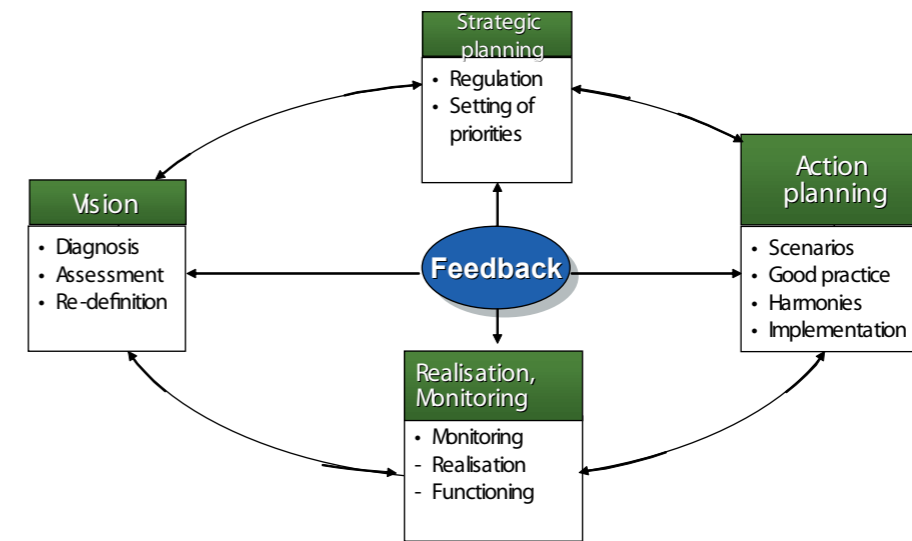 Strategic
planning
• Regulation
• Setting of
priorities
Vision
• Diagnosis
• Assessment
• Re-definition
Feedback
Action
planning
• Scenarios
• Good practice
• Harmonies
• Implementation
Realisation,
Monitoring
• Monitoring
- Realisation
- Functioning